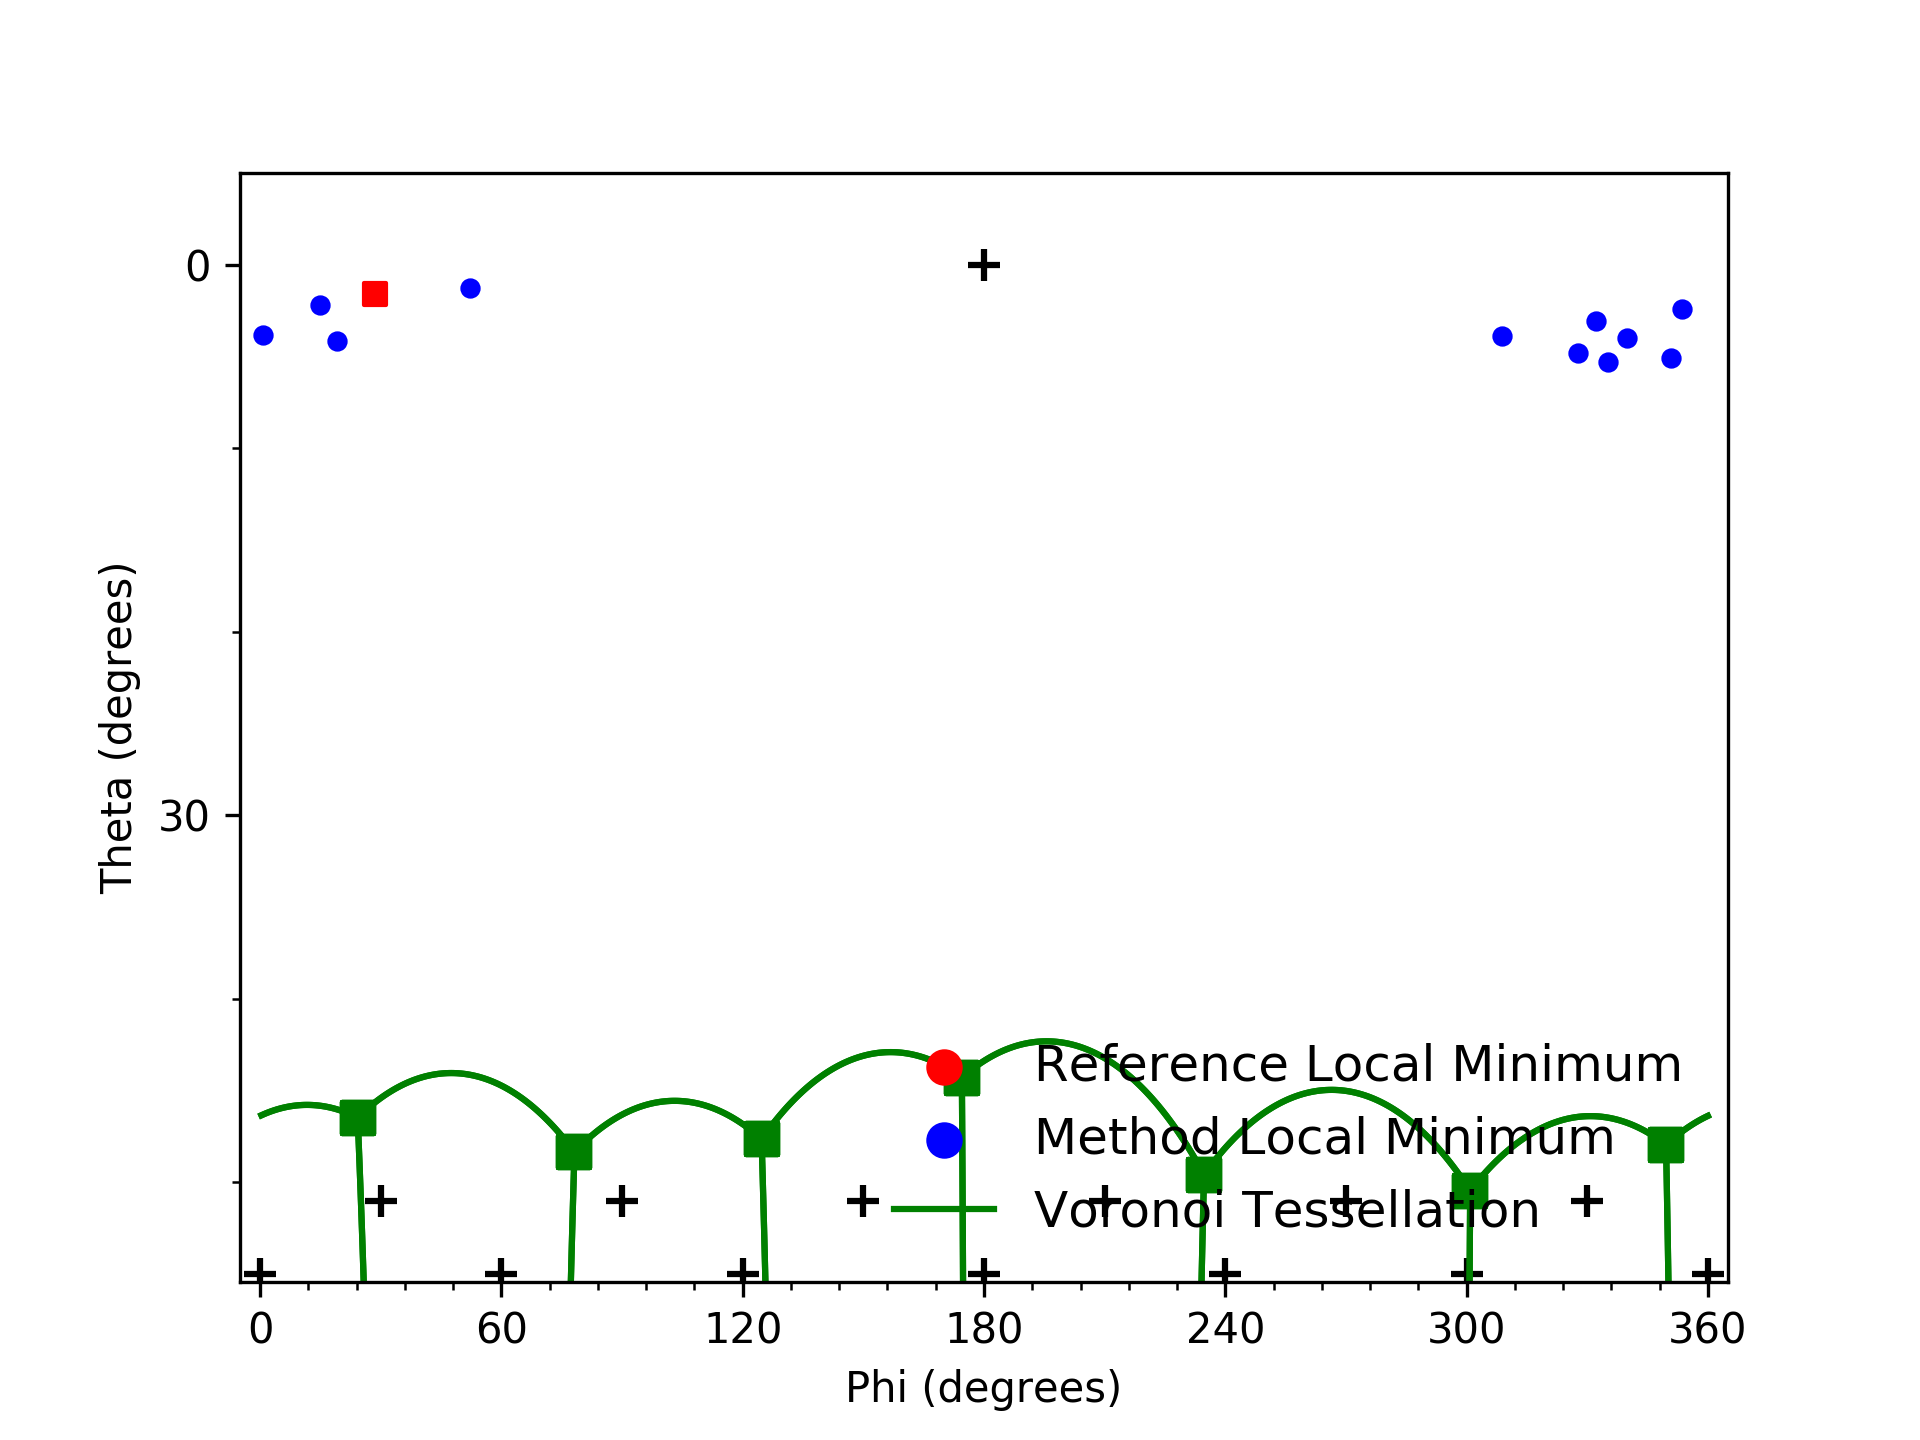 0
30
Theta (degrees)
Reference Local Minimum
Method Local Minimum
Voronoi Tessellation
0 60 120 180 240 300 360
Phi (degrees)